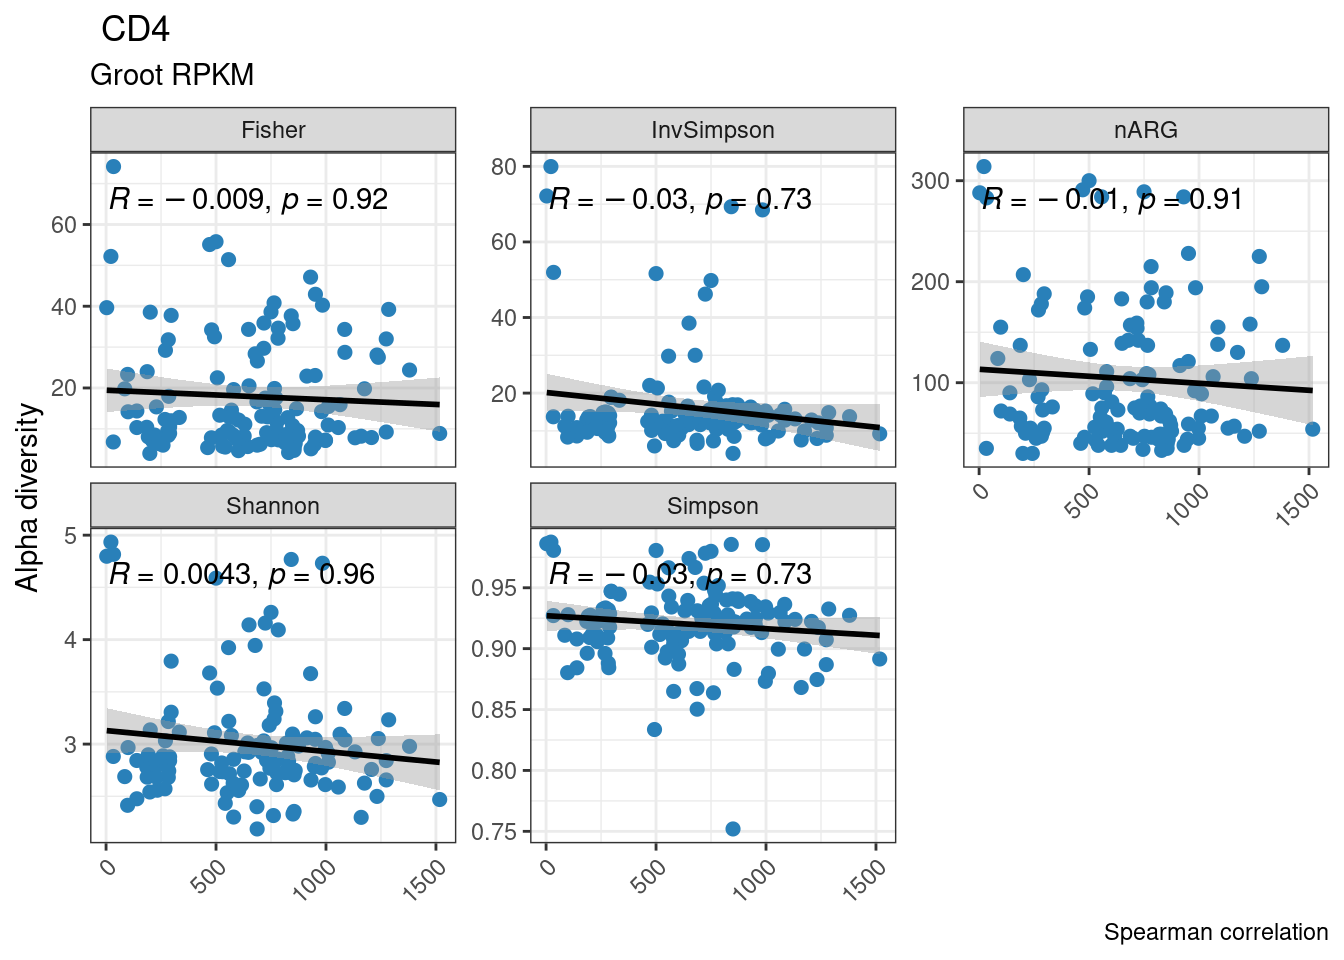 CD4
Groot RPKM
Fisher
InvSimpson
nARG
R = −0.009, p = 0.92
R = −0.03, p = 0.73
R = −0.01, p = 0.91
60
40
20
80
60
40
20
300
200
100
0
500
1000
1500
Alpha diversity
Shannon
Simpson
R = 0.0043, p = 0.96
R = −0.03, p = 0.73
5
4
3
0.95
0.90
0.85
0.80
0.75
0
500
1000
1500
0
500
1000
1500
Spearman correlation